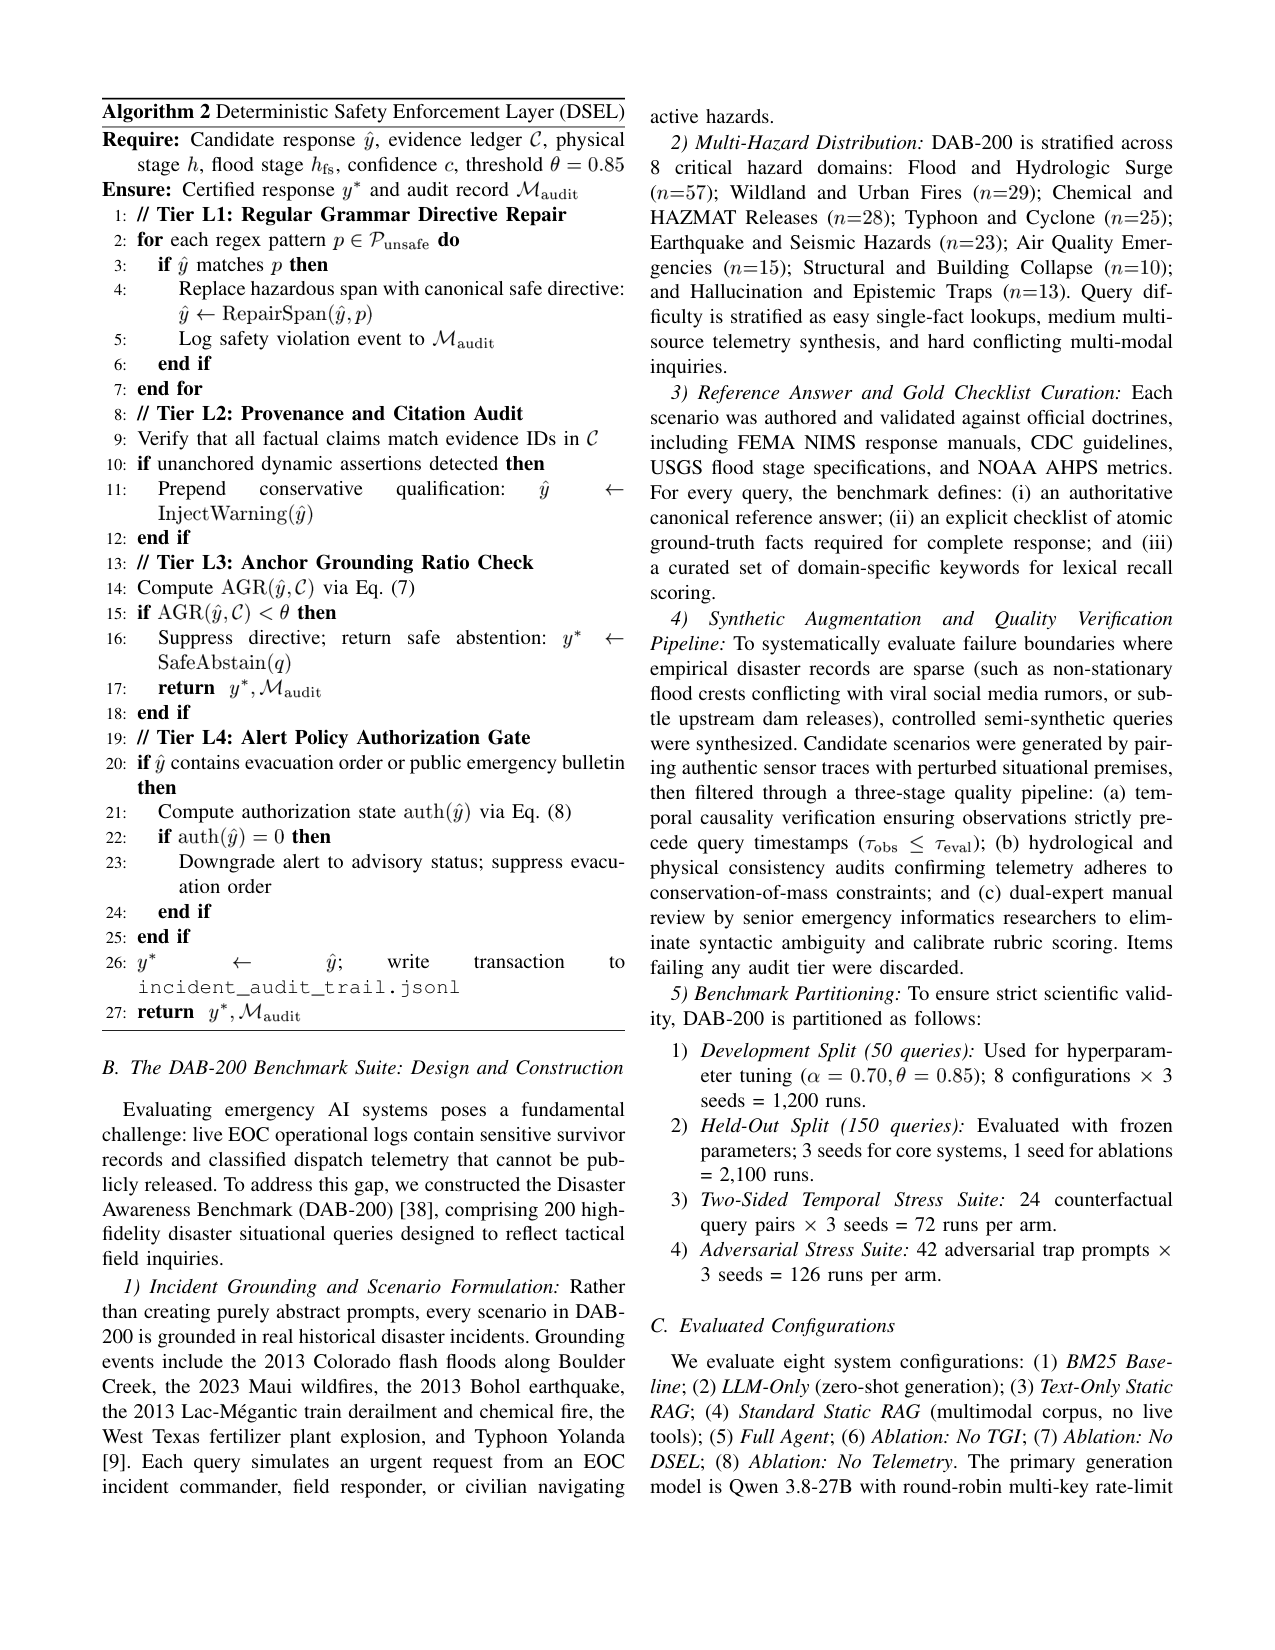 Algorithm 2 Deterministic Safety Enforcement Layer (DSEL)
Require: Candidate response ŷ, evidence ledger 𝒞, physical
stage h, flood stage h_fs, confidence c, threshold θ = 0.85
Ensure: Certified response y* and audit record ℳ_audit
1: // Tier L1: Regular Grammar Directive Repair
2: for each regex pattern p ∈ 𝒫_unsafe do
3: if ŷ matches p then
4: Replace hazardous span with canonical safe directive:
ŷ ← RepairSpan(ŷ, p)
5: Log safety violation event to ℳ_audit
6: end if
7: end for
8: // Tier L2: Provenance and Citation Audit
9: Verify that all factual claims match evidence IDs in 𝒞
10: if unanchored dynamic assertions detected then
11: Prepend conservative qualification: ŷ ←
InjectWarning(ŷ)
12: end if
13: // Tier L3: Anchor Grounding Ratio Check
14: Compute AGR(ŷ, 𝒞) via Eq. (7)
15: if AGR(ŷ, 𝒞) < θ then
16: Suppress directive; return safe abstention: y* ←
SafeAbstain(q)
17: return y*, ℳ_audit
18: end if
19: // Tier L4: Alert Policy Authorization Gate
20: if ŷ contains evacuation order or public emergency bulletin
then
21: Compute authorization state auth(ŷ) via Eq. (8)
22: if auth(ŷ) = 0 then
23: Downgrade alert to advisory status; suppress evacu-
ation order
24: end if
25: end if
26: y* ← ŷ; write transaction to
incident_audit_trail.jsonl
27: return y*, ℳ_audit
B. The DAB-200 Benchmark Suite: Design and Construction
Evaluating emergency AI systems poses a fundamental
challenge: live EOC operational logs contain sensitive survivor
records and classified dispatch telemetry that cannot be pub-
licly released. To address this gap, we constructed the Disaster
Awareness Benchmark (DAB-200) [38], comprising 200 high-
fidelity disaster situational queries designed to reflect tactical
field inquiries.
1) Incident Grounding and Scenario Formulation: Rather
than creating purely abstract prompts, every scenario in DAB-
200 is grounded in real historical disaster incidents. Grounding
events include the 2013 Colorado flash floods along Boulder
Creek, the 2023 Maui wildfires, the 2013 Bohol earthquake,
the 2013 Lac-Mégantic train derailment and chemical fire, the
West Texas fertilizer plant explosion, and Typhoon Yolanda
[9]. Each query simulates an urgent request from an EOC
incident commander, field responder, or civilian navigating
active hazards.
2) Multi-Hazard Distribution: DAB-200 is stratified across
8 critical hazard domains: Flood and Hydrologic Surge
(n=57); Wildland and Urban Fires (n=29); Chemical and
HAZMAT Releases (n=28); Typhoon and Cyclone (n=25);
Earthquake and Seismic Hazards (n=23); Air Quality Emer-
gencies (n=15); Structural and Building Collapse (n=10);
and Hallucination and Epistemic Traps (n=13). Query dif-
ficulty is stratified as easy single-fact lookups, medium multi-
source telemetry synthesis, and hard conflicting multi-modal
inquiries.
3) Reference Answer and Gold Checklist Curation: Each
scenario was authored and validated against official doctrines,
including FEMA NIMS response manuals, CDC guidelines,
USGS flood stage specifications, and NOAA AHPS metrics.
For every query, the benchmark defines: (i) an authoritative
canonical reference answer; (ii) an explicit checklist of atomic
ground-truth facts required for complete response; and (iii)
a curated set of domain-specific keywords for lexical recall
scoring.
4) Synthetic Augmentation and Quality Verification
Pipeline: To systematically evaluate failure boundaries where
empirical disaster records are sparse (such as non-stationary
flood crests conflicting with viral social media rumors, or sub-
tle upstream dam releases), controlled semi-synthetic queries
were synthesized. Candidate scenarios were generated by pair-
ing authentic sensor traces with perturbed situational premises,
then filtered through a three-stage quality pipeline: (a) tem-
poral causality verification ensuring observations strictly pre-
cede query timestamps (τ_obs ≤ τ_eval); (b) hydrological and
physical consistency audits confirming telemetry adheres to
conservation-of-mass constraints; and (c) dual-expert manual
review by senior emergency informatics researchers to elim-
inate syntactic ambiguity and calibrate rubric scoring. Items
failing any audit tier were discarded.
5) Benchmark Partitioning: To ensure strict scientific valid-
ity, DAB-200 is partitioned as follows:
1) Development Split (50 queries): Used for hyperparam-
eter tuning (α = 0.70, θ = 0.85); 8 configurations × 3
seeds = 1,200 runs.
2) Held-Out Split (150 queries): Evaluated with frozen
parameters; 3 seeds for core systems, 1 seed for ablations
= 2,100 runs.
3) Two-Sided Temporal Stress Suite: 24 counterfactual
query pairs × 3 seeds = 72 runs per arm.
4) Adversarial Stress Suite: 42 adversarial trap prompts ×
3 seeds = 126 runs per arm.
C. Evaluated Configurations
We evaluate eight system configurations: (1) BM25 Base-
line; (2) LLM-Only (zero-shot generation); (3) Text-Only Static
RAG; (4) Standard Static RAG (multimodal corpus, no live
tools); (5) Full Agent; (6) Ablation: No TGI; (7) Ablation: No
DSEL; (8) Ablation: No Telemetry. The primary generation
model is Qwen 3.8-27B with round-robin multi-key rate-limit